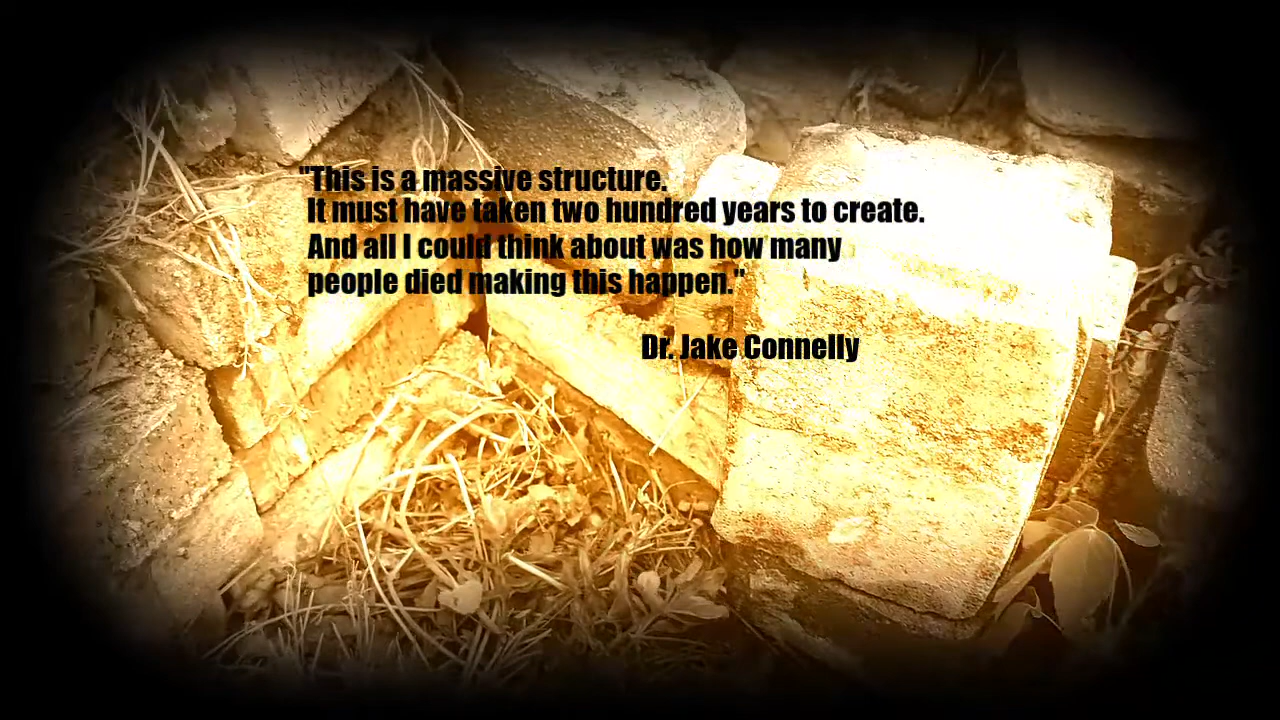 "This is a massive structure.
It must have taken two hundred years to create.
And all I could think about was how many
people died making this happen."
Dr. Jake Connelly